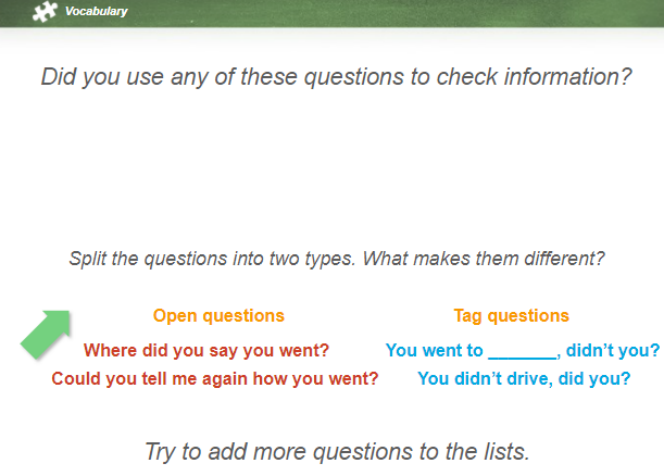 Vocabulary
Did you use any of these questions to check information?
Split the questions into two types. What makes them different?
Open questions
Where did you say you went?
Could you tell me again how you went?
Tag questions
You went to _______, didn’t you?
You didn’t drive, did you?
Try to add more questions to the lists.